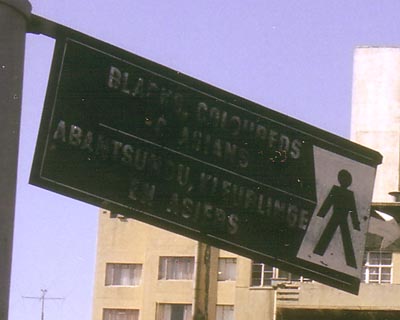 BLACKS, COLOUREDS
& ASIANS
ABANTSUNDU, KLEURLINGE
EN ASIERS